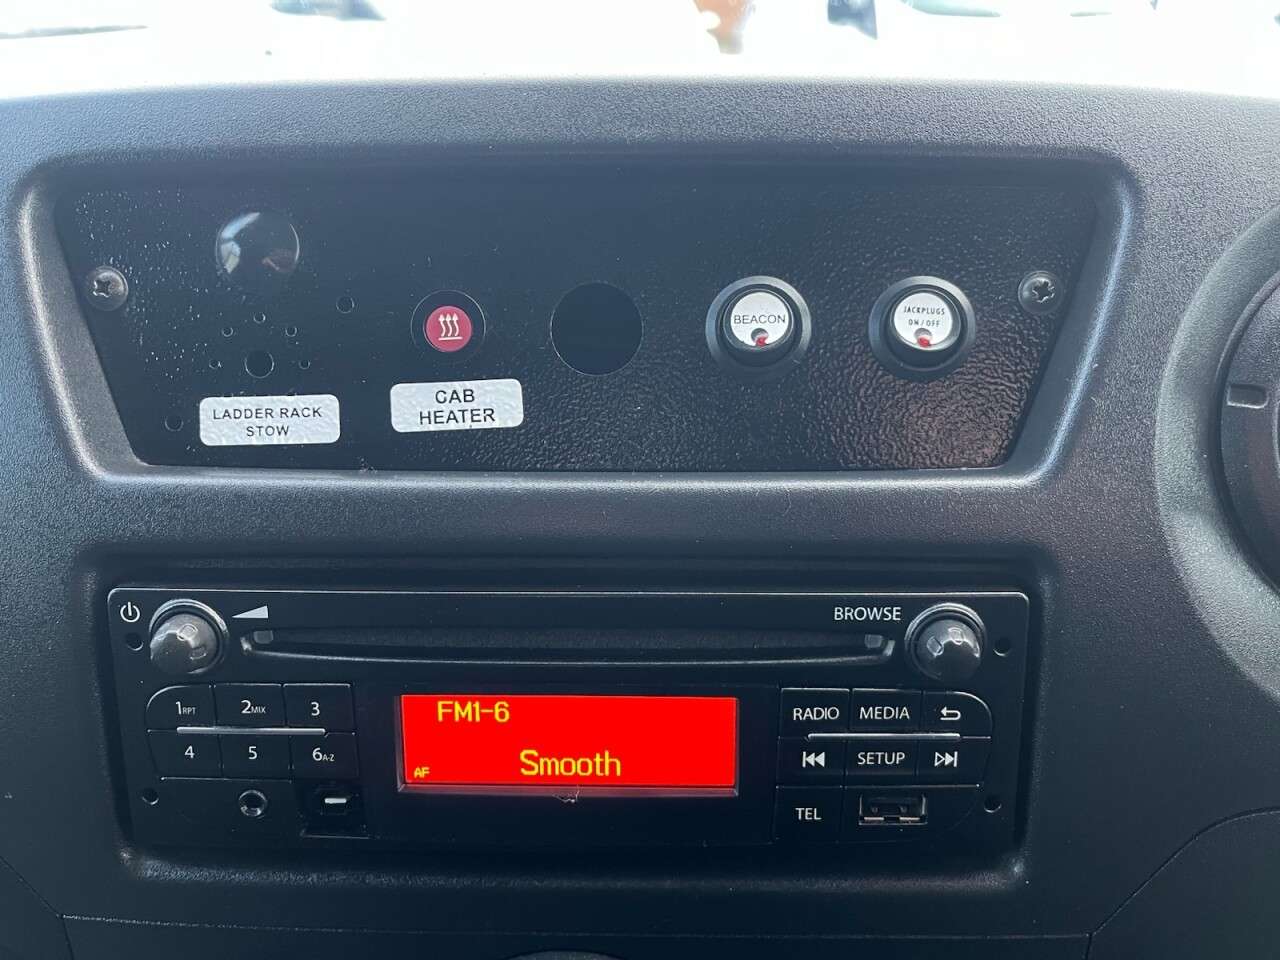 BEACON
JACKPLUGS
ON / OFF
LADDER RACK
STOW
CAB
HEATER
BROWSE
1RPT
2MIX
3
4
5
6A-Z
FM1-6
Smooth
AF
RADIO
MEDIA
SETUP
TEL